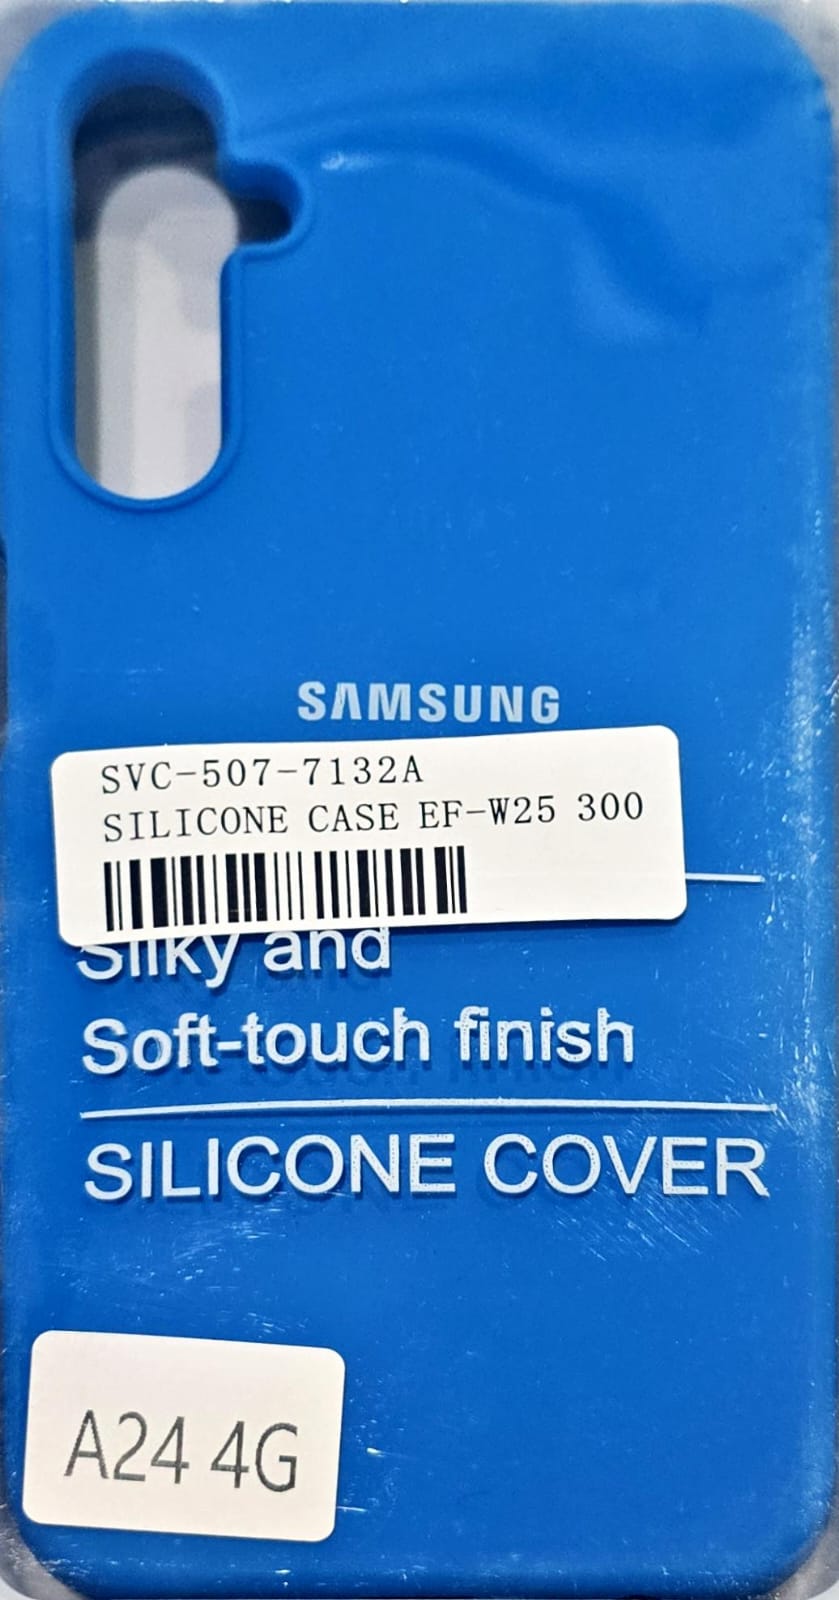 SAMSUNG
SVC-507-7132A
SILICONE CASE EF-W25 300
Silky and
Soft-touch finish
SILICONE COVER
A24 4G